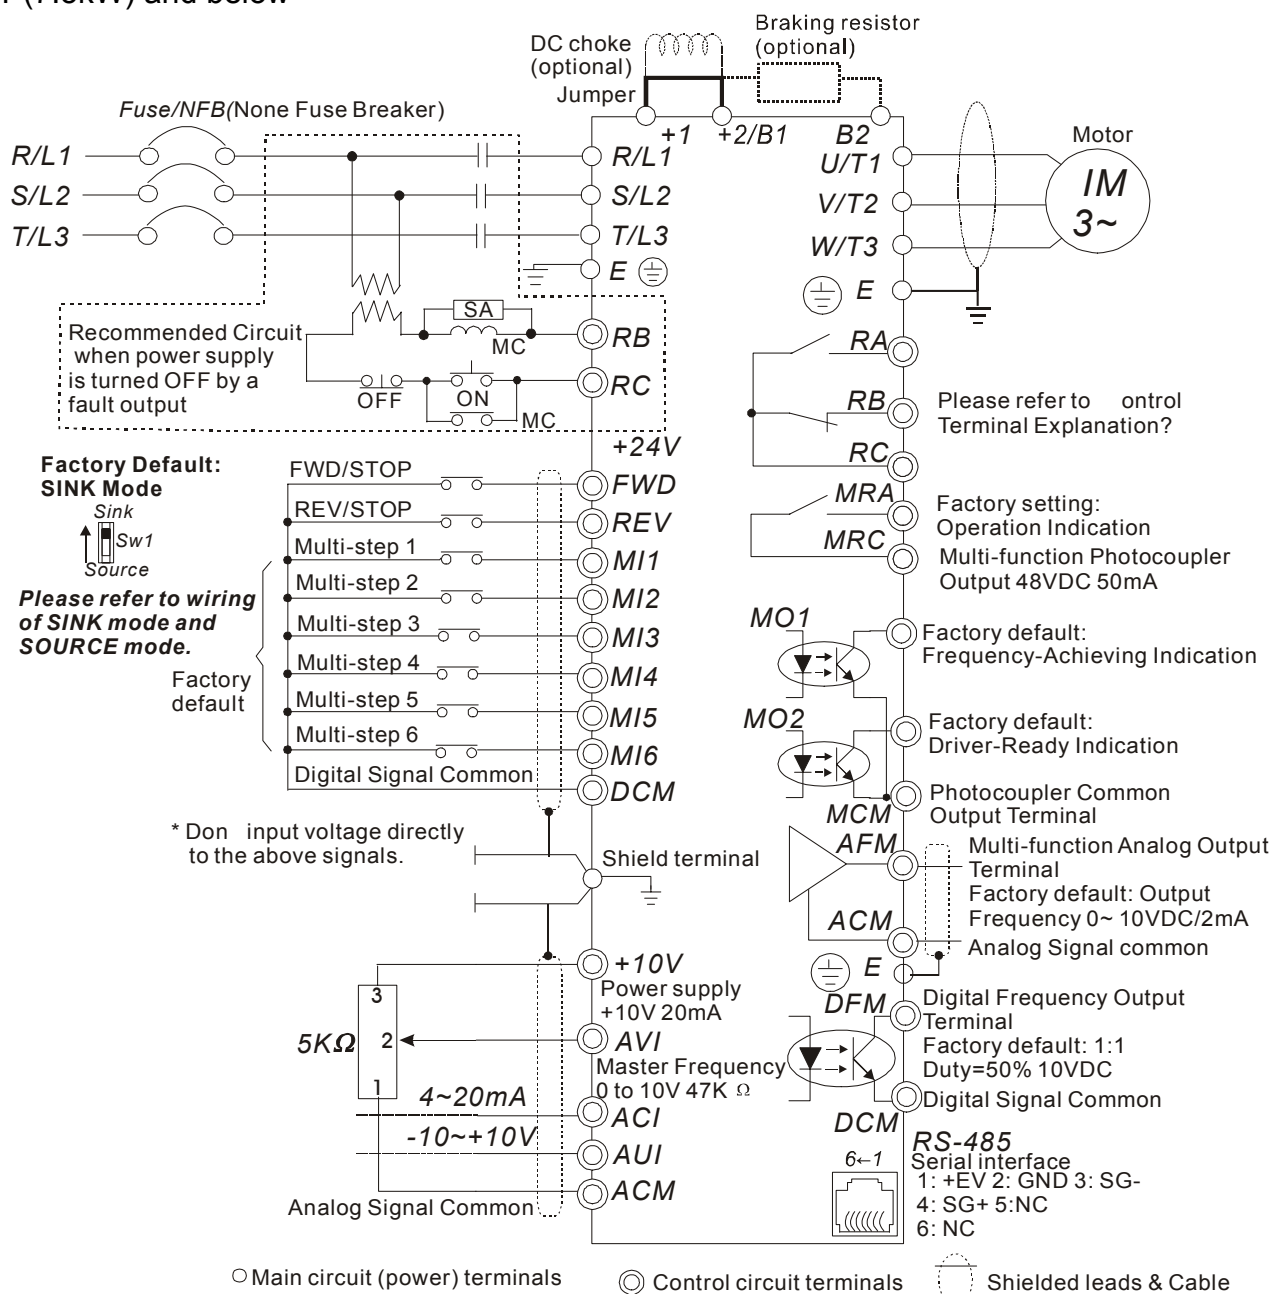 (7.5kW) and below
DC choke
(optional)
Jumper
Braking resistor
(optional)
Fuse/NFB(None Fuse Breaker)
+1
+2/B1
B2
Motor
IM
3~
R/L1
S/L2
T/L3
R/L1
S/L2
T/L3
E
U/T1
V/T2
W/T3
E
Recommended Circuit
when power supply
is turned OFF by a
fault output
SA
MC
RB
OFF
ON
MC
RC
RA
RB
RC
Please refer to ontrol
Terminal Explanation?
+24V
Factory Default:
SINK Mode
Sink
Sw1
Source
Please refer to wiring
of SINK mode and
SOURCE mode.
Factory
default
FWD/STOP
FWD
REV/STOP
REV
Multi-step 1
MI1
Multi-step 2
MI2
Multi-step 3
MI3
Multi-step 4
MI4
Multi-step 5
MI5
Multi-step 6
MI6
Digital Signal Common
DCM
* Don input voltage directly
to the above signals.
Shield terminal
MRA
MRC
Factory setting:
Operation Indication
Multi-function Photocoupler
Output 48VDC 50mA
MO1
Factory default:
Frequency-Achieving Indication
MO2
Factory default:
Driver-Ready Indication
MCM
Photocoupler Common
Output Terminal
AFM
Multi-function Analog Output
Terminal
Factory default: Output
Frequency 0~ 10VDC/2mA
ACM
Analog Signal common
E
DFM
Digital Frequency Output
Terminal
Factory default: 1:1
Duty=50% 10VDC
DCM
Digital Signal Common
+10V
Power supply
+10V 20mA
3
5KΩ
2
1
AVI
Master Frequency
0 to 10V 47K Ω
4~20mA
ACI
-10~+10V
AUI
ACM
Analog Signal Common
RS-485
Serial interface
6←1
1: +EV 2: GND 3: SG-
4: SG+ 5:NC
6: NC
Main circuit (power) terminals
Control circuit terminals
Shielded leads & Cable